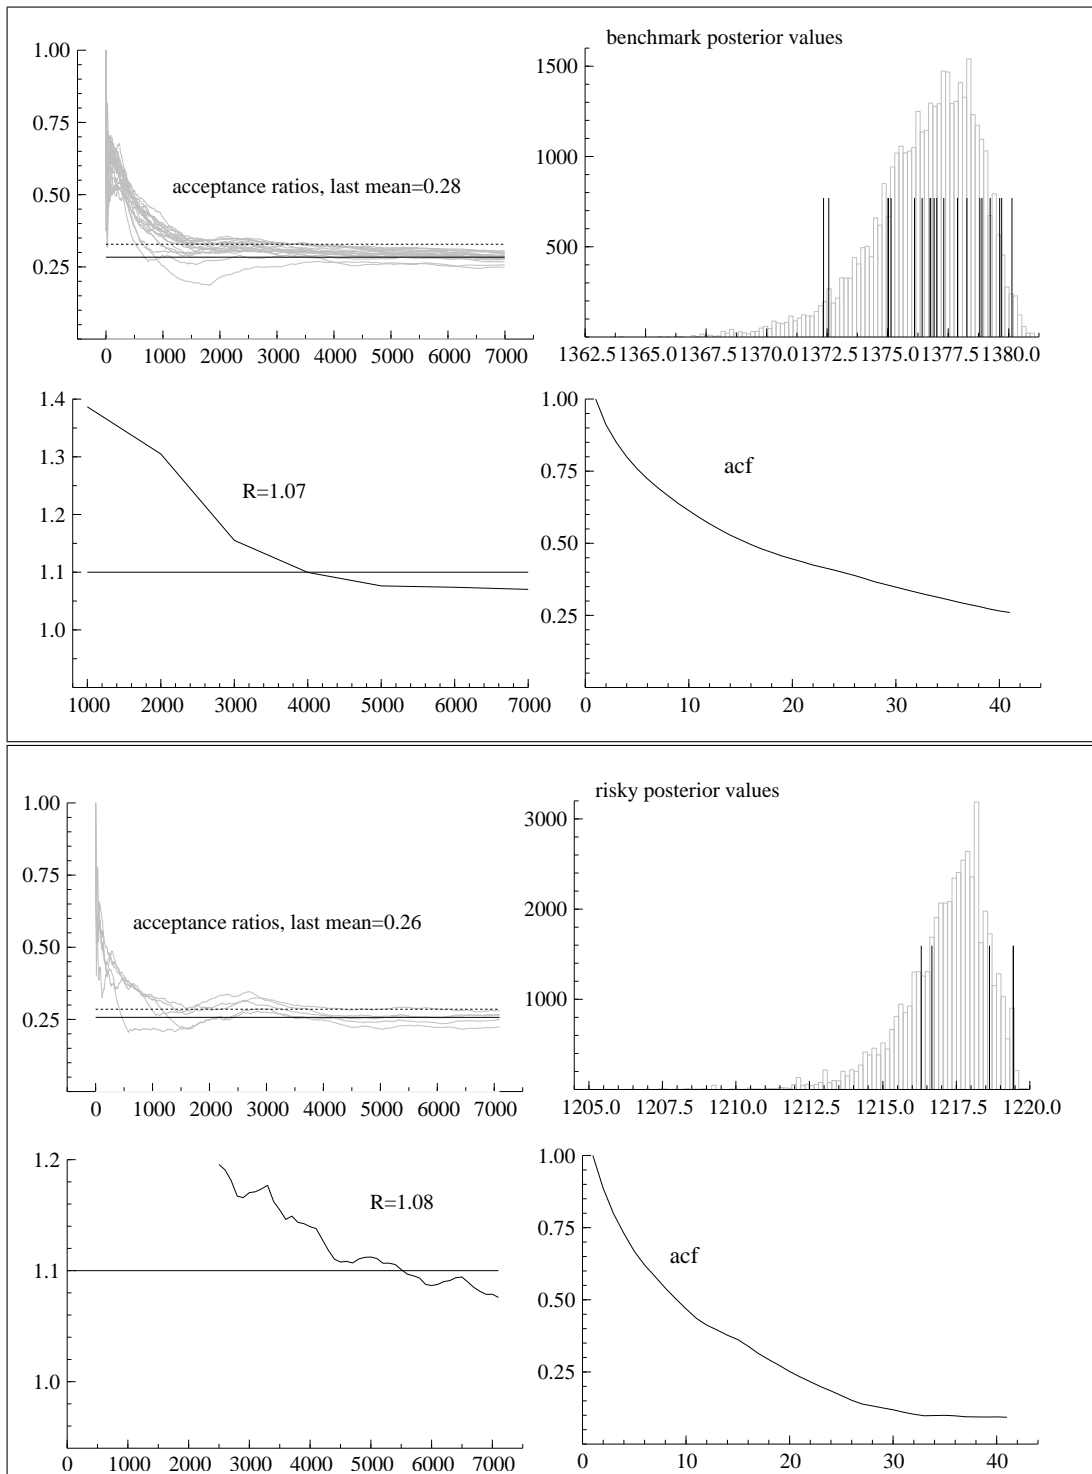 benchmark posterior values
1.00
0.75
0.50
0.25
acceptance ratios, last mean=0.28
0 1000 2000 3000 4000 5000 6000 7000
1500
1000
500
1362.5 1365.0 1367.5 1370.0 1372.5 1375.0 1377.5 1380.0
1.4
1.3
1.2
1.1
1.0
R=1.07
1000 2000 3000 4000 5000 6000 7000
1.00
0.75
0.50
0.25
acf
0 10 20 30 40
risky posterior values
1.00
0.75
0.50
0.25
acceptance ratios, last mean=0.26
0 1000 2000 3000 4000 5000 6000 7000
3000
2000
1000
1205.0 1207.5 1210.0 1212.5 1215.0 1217.5 1220.0
1.2
1.1
1.0
R=1.08
0 1000 2000 3000 4000 5000 6000 7000
1.00
0.75
0.50
0.25
acf
0 10 20 30 40